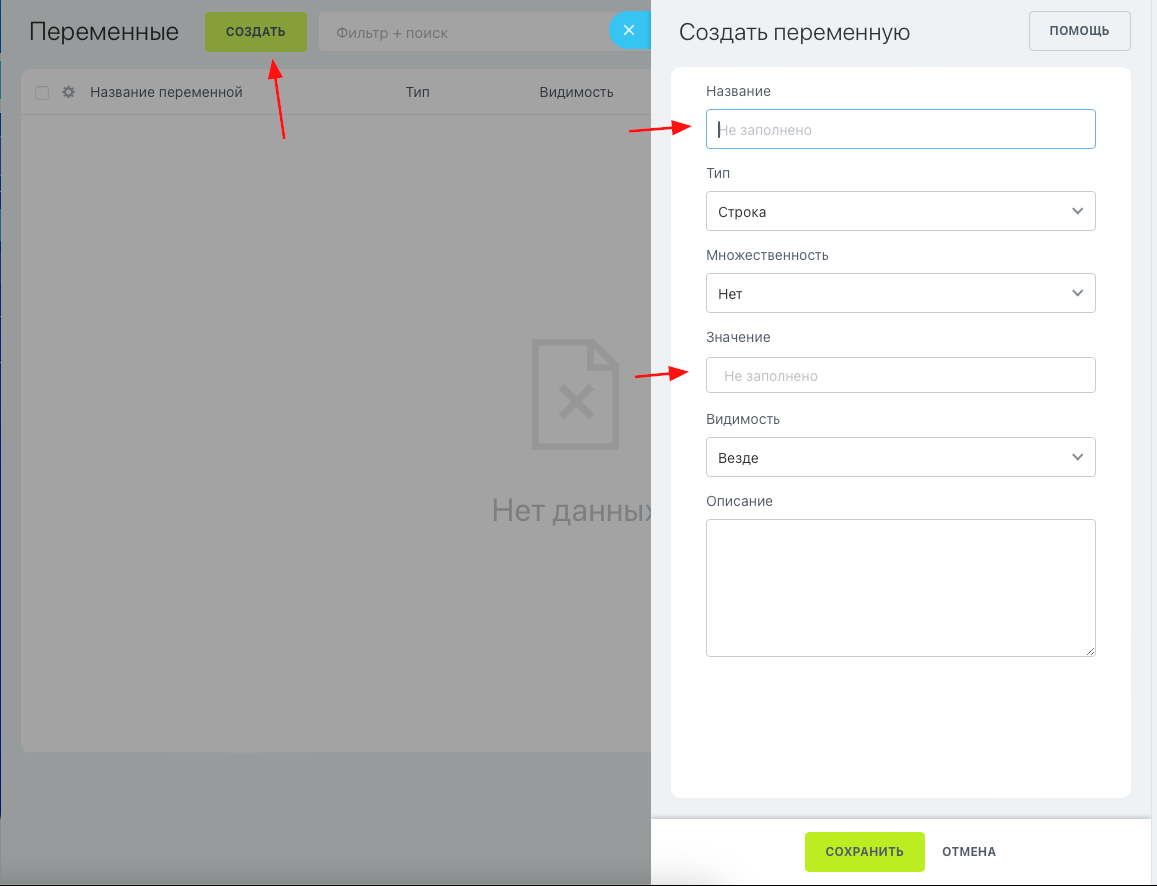 Переменные
СОЗДАТЬ
Фильтр + поиск
Название переменной
Тип
Видимость
Нет данных
Создать переменную
ПОМОЩЬ
Название
Не заполнено
Тип
Строка
Множественность
Нет
Значение
Не заполнено
Видимость
Везде
Описание
СОХРАНИТЬ
ОТМЕНА